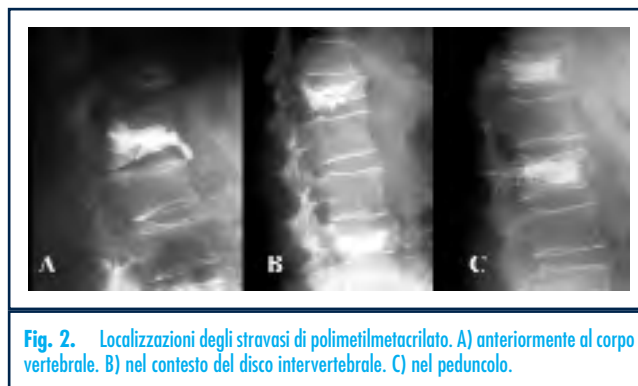 A B C
Fig. 2. Localizzazioni degli stravasi di polimetilmetacrilato. A) anteriormente al corpo
vertebrale. B) nel contesto del disco intervertebrale. C) nel peduncolo.